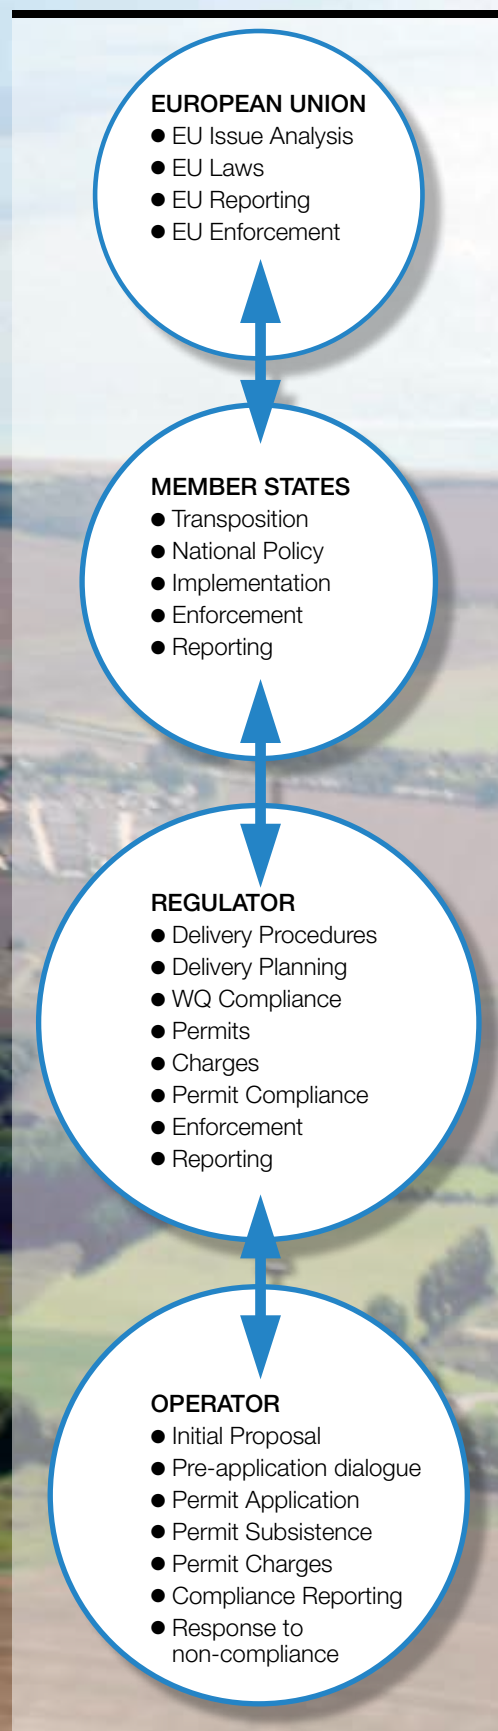 EUROPEAN UNION
● EU Issue Analysis
● EU Laws
● EU Reporting
● EU Enforcement
MEMBER STATES
● Transposition
● National Policy
● Implementation
● Enforcement
● Reporting
REGULATOR
● Delivery Procedures
● Delivery Planning
● WQ Compliance
● Permits
● Charges
● Permit Compliance
● Enforcement
● Reporting
OPERATOR
● Initial Proposal
● Pre-application dialogue
● Permit Application
● Permit Subsistence
● Permit Charges
● Compliance Reporting
● Response to
non-compliance